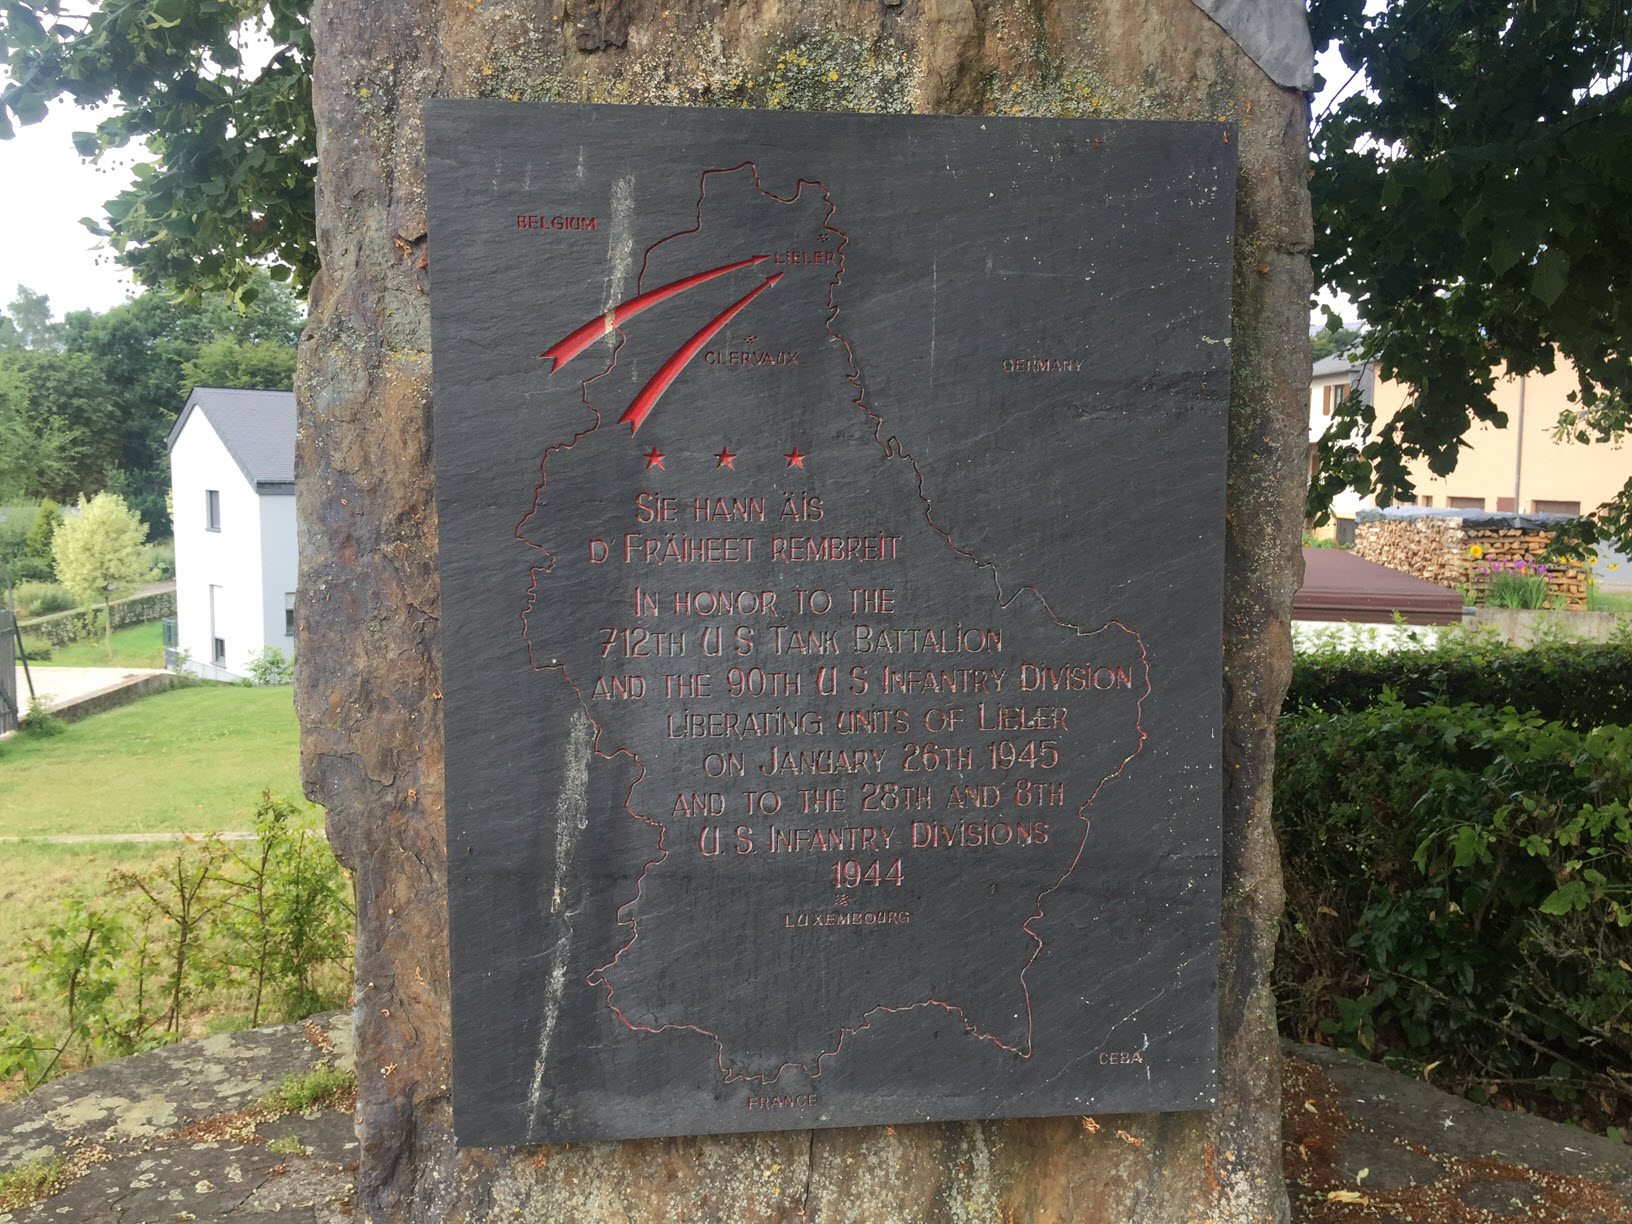 BELGIUM
LIELER
CLERVAUX
GERMANY
SIE HANN ÄIS
D'FRÄIHEET REMBREIT
IN HONOR TO THE
712TH U S TANK BATTALION
AND THE 90TH U S INFANTRY DIVISION
LIBERATING UNITS OF LIELER
ON JANUARY 26TH 1945
AND TO THE 28TH AND 8TH
U.S. INFANTRY DIVISIONS
1944
LUXEMBOURG
CEBA
FRANCE